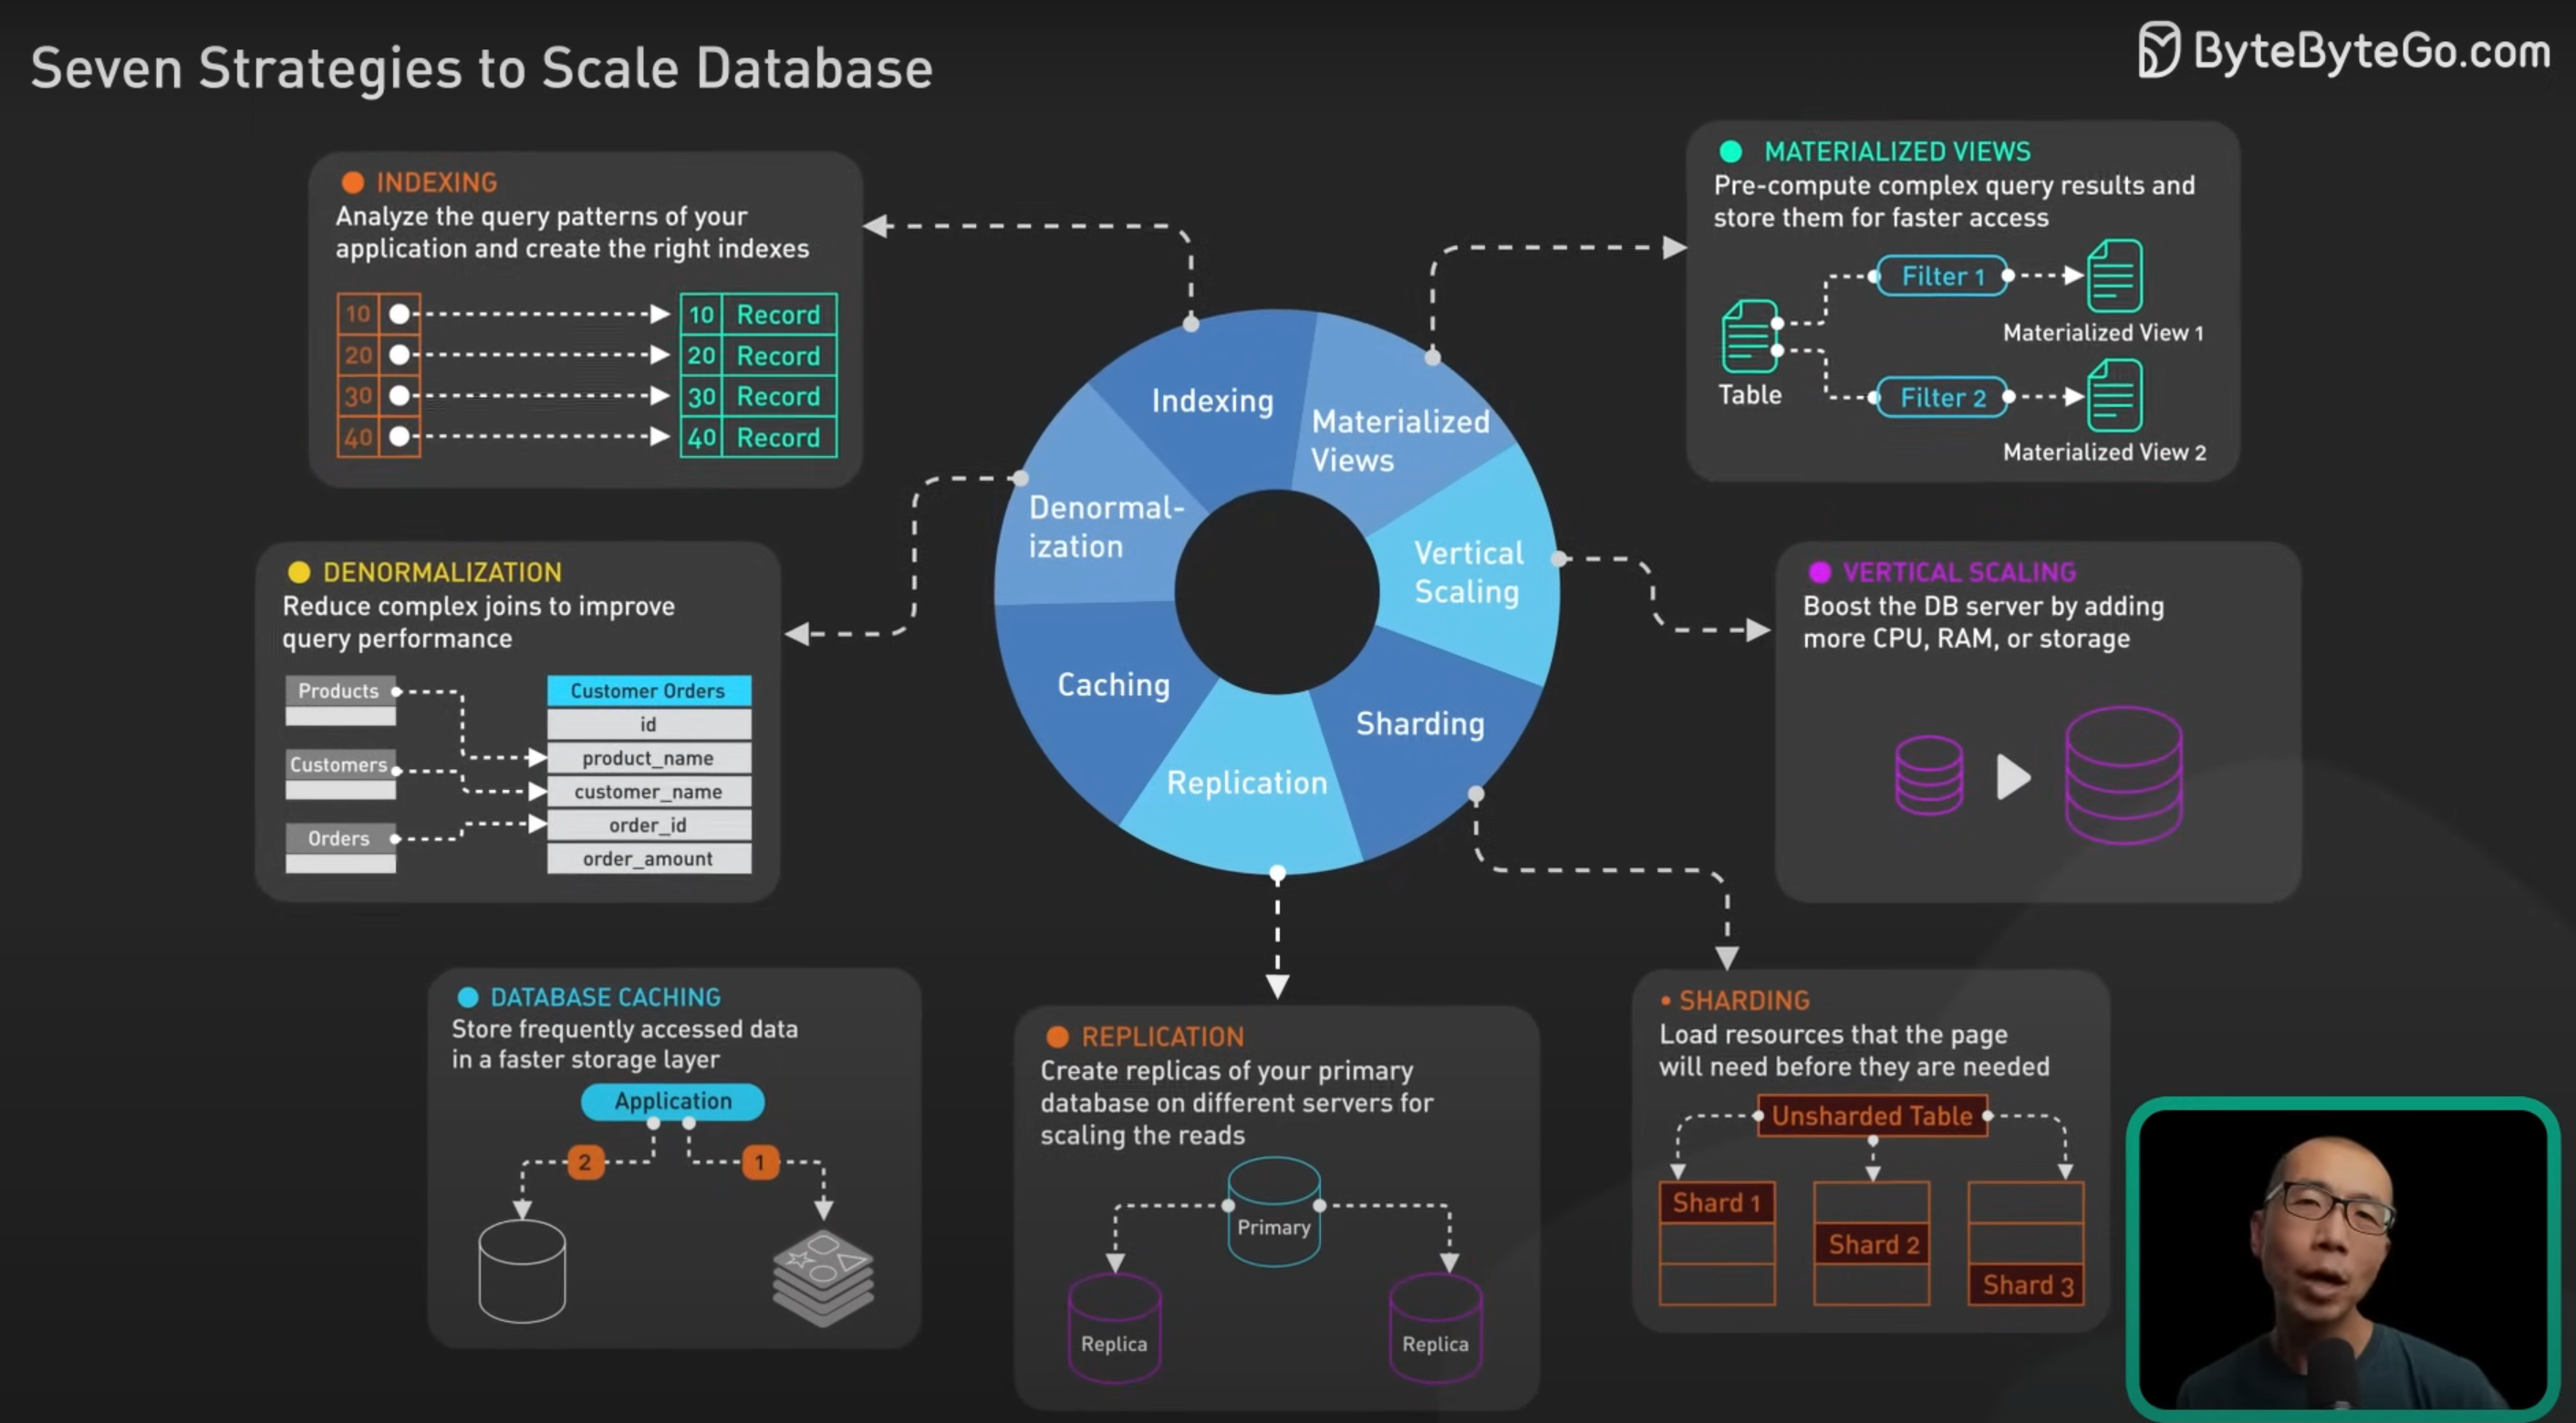 Seven Strategies to Scale Database
ByteByteGo.com
INDEXING
Analyze the query patterns of your
application and create the right indexes
10 10 Record
20 20 Record
30 30 Record
40 40 Record
MATERIALIZED VIEWS
Pre-compute complex query results and
store them for faster access
Filter 1
Materialized View 1
Table
Filter 2
Materialized View 2
Indexing
Materialized
Views
Denormal-
ization
Vertical
Scaling
Caching
Sharding
Replication
DENORMALIZATION
Reduce complex joins to improve
query performance
Products
Customers
Orders
Customer Orders
id
product_name
customer_name
order_id
order_amount
VERTICAL SCALING
Boost the DB server by adding
more CPU, RAM, or storage
DATABASE CACHING
Store frequently accessed data
in a faster storage layer
Application
2 1
REPLICATION
Create replicas of your primary
database on different servers for
scaling the reads
Primary
Replica Replica
SHARDING
Load resources that the page
will need before they are needed
Unsharded Table
Shard 1
Shard 2
Shard 3